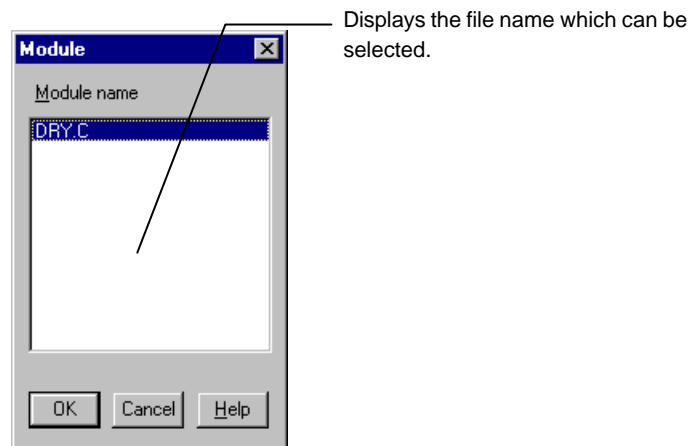 Displays the file name which can be
selected.
Module
Module name
DRY.C
OK Cancel Help